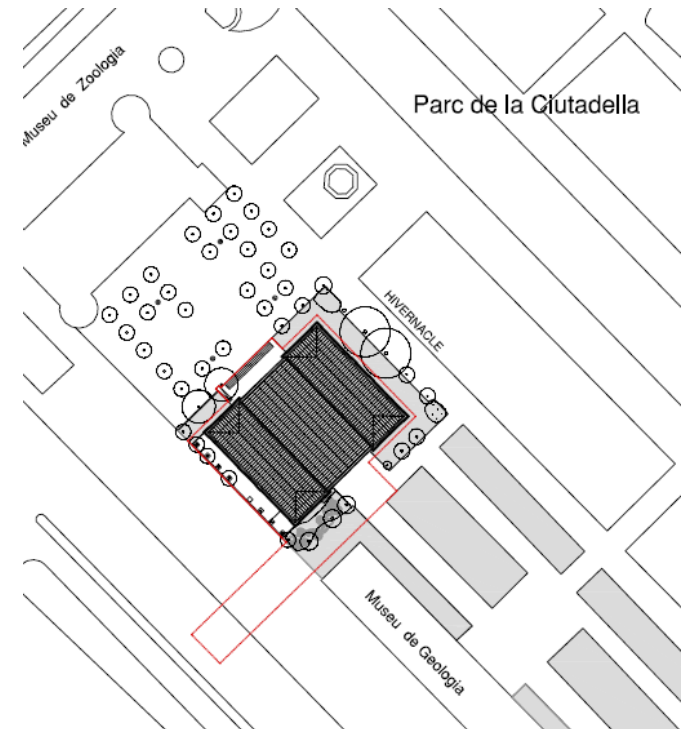 Museu de Zoologia
Parc de la Ciutadella
HIVERNACLE
Museu de Geologia